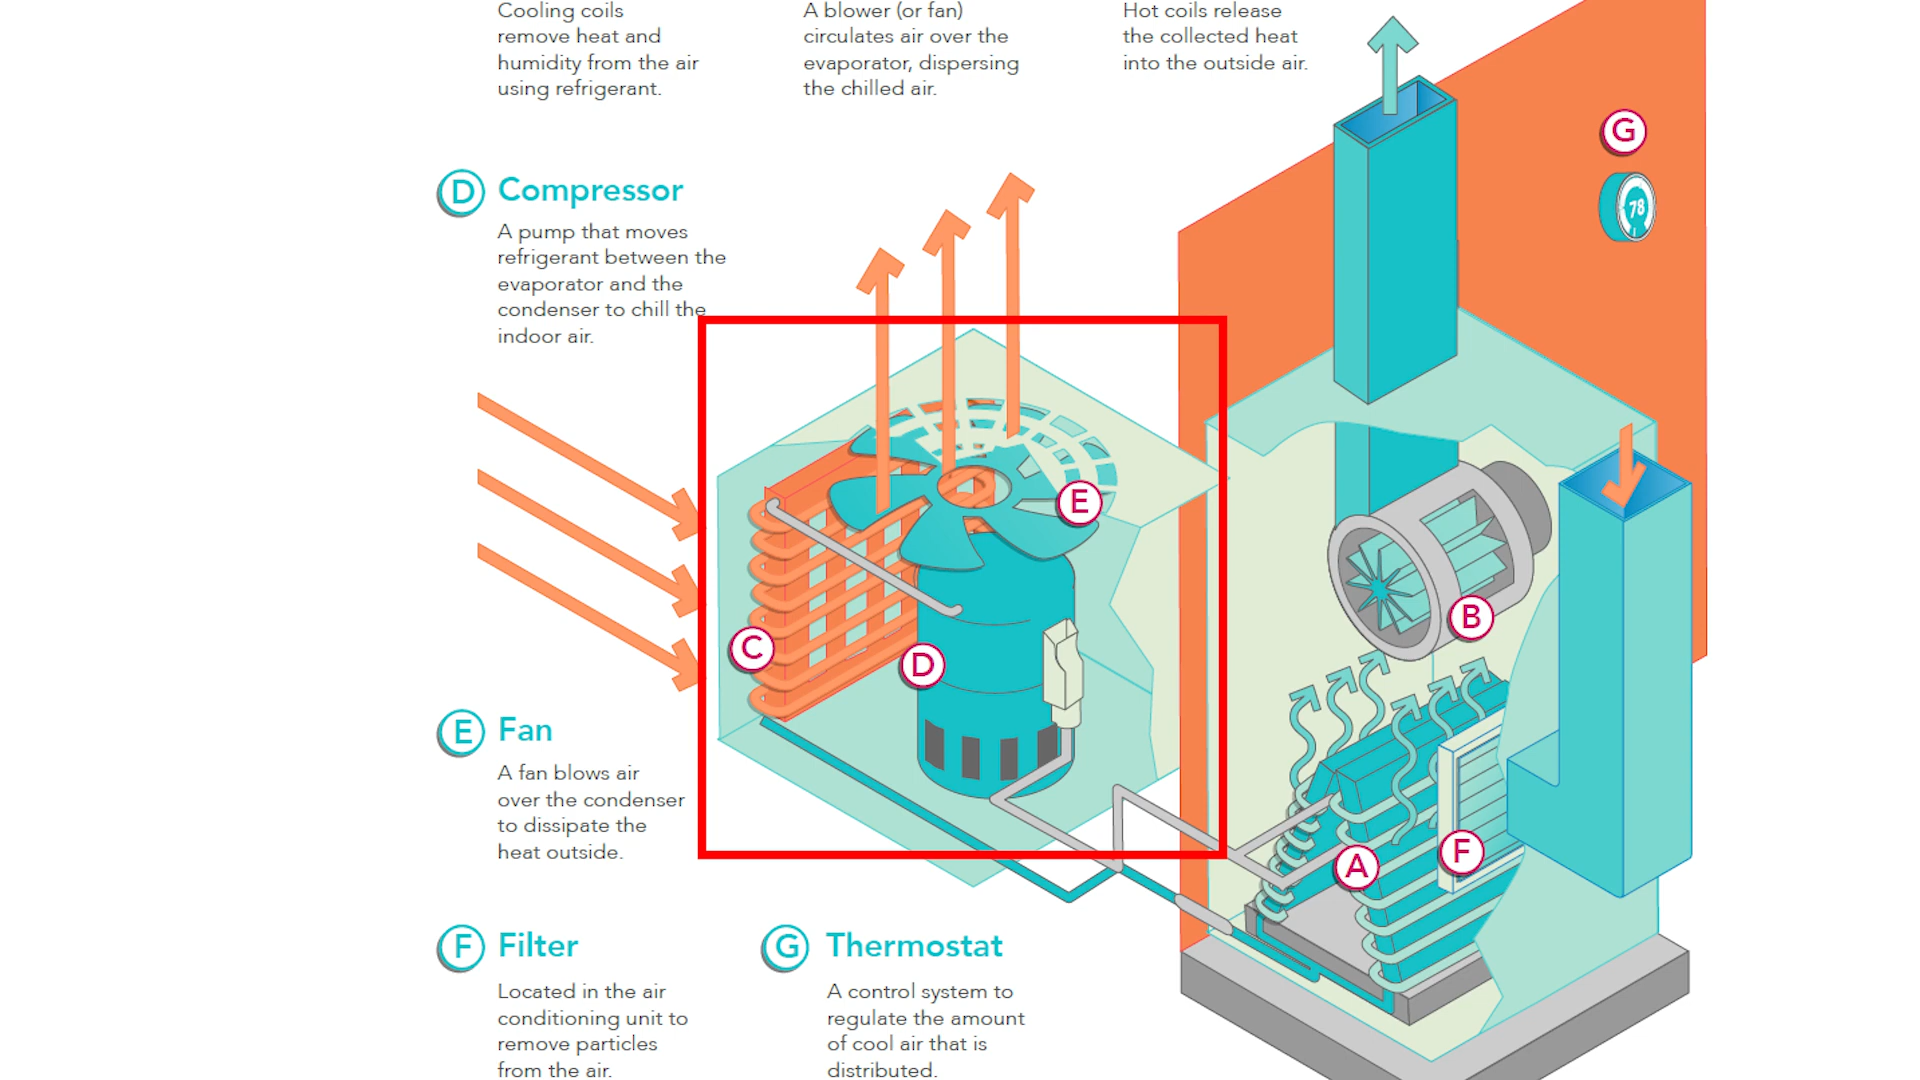 Cooling coils
remove heat and
humidity from the air
using refrigerant.
A blower (or fan)
circulates air over the
evaporator, dispersing
the chilled air.
Hot coils release
the collected heat
into the outside air.
G
78
D Compressor
A pump that moves
refrigerant between the
evaporator and the
condenser to chill the
indoor air.
E
B
C
D
E Fan
A fan blows air
over the condenser
to dissipate the
heat outside.
A
F
F Filter
Located in the air
conditioning unit to
remove particles
from the air.
G Thermostat
A control system to
regulate the amount
of cool air that is
distributed.